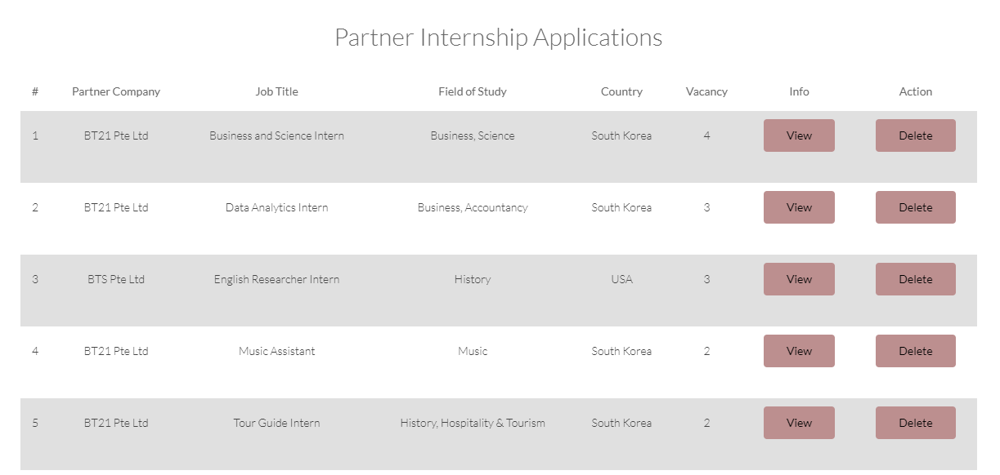 Partner Internship Applications
# Partner Company Job Title Field of Study Country Vacancy Info Action
1 BT21 Pte Ltd Business and Science Intern Business, Science South Korea 4 View Delete
2 BT21 Pte Ltd Data Analytics Intern Business, Accountancy South Korea 3 View Delete
3 BTS Pte Ltd English Researcher Intern History USA 3 View Delete
4 BT21 Pte Ltd Music Assistant Music South Korea 2 View Delete
5 BT21 Pte Ltd Tour Guide Intern History, Hospitality & Tourism South Korea 2 View Delete